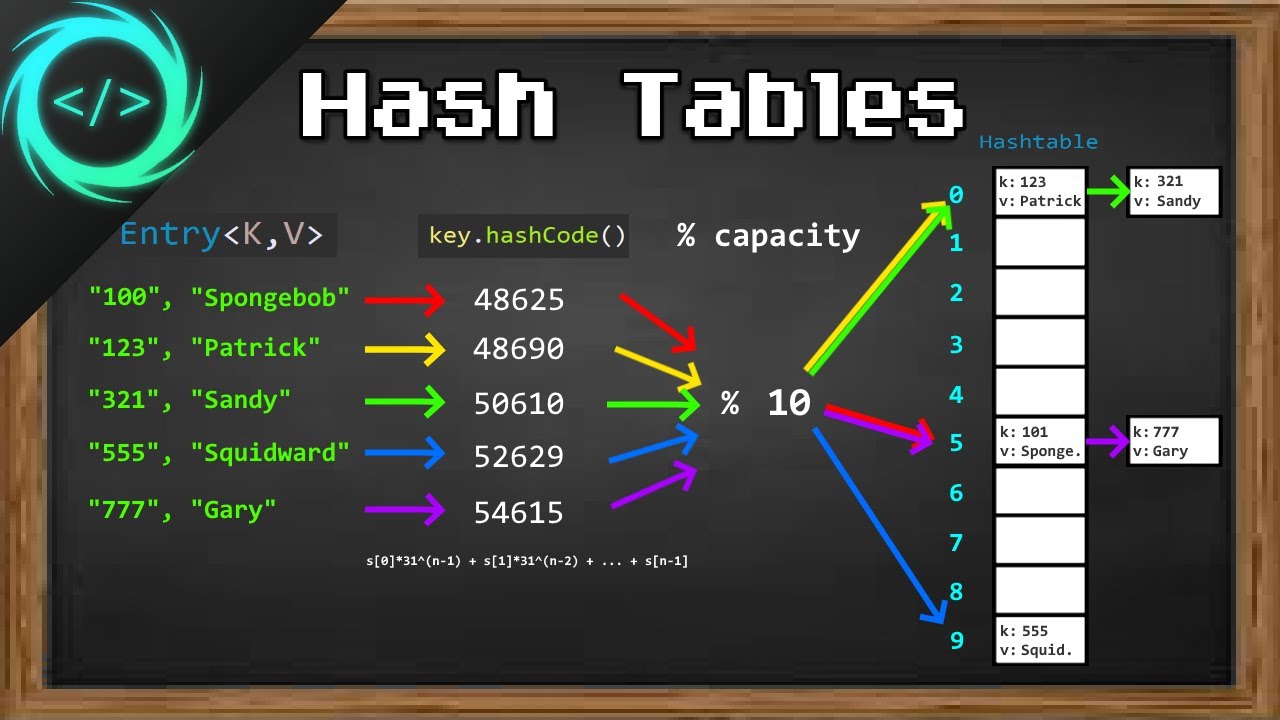 </>
Hash Tables
Entry<K,V>
key.hashCode()
% capacity
"100", "Spongebob"
48625
"123", "Patrick"
48690
"321", "Sandy"
50610
"555", "Squidward"
52629
"777", "Gary"
54615
s[0]*31^(n-1) + s[1]*31^(n-2) + ... + s[n-1]
% 10
Hashtable
0
k: 123
v: Patrick
k: 321
v: Sandy
1
2
3
4
5
k: 101
v: Sponge.
k: 777
v: Gary
6
7
8
9
k: 555
v: Squid.